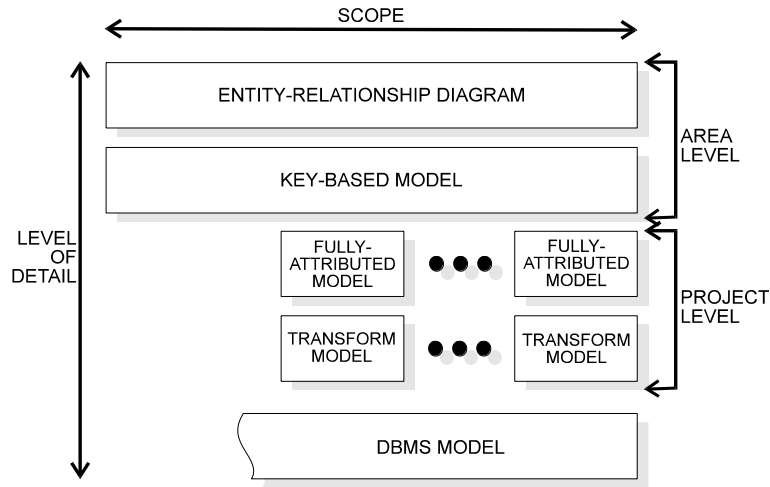 SCOPE
ENTITY-RELATIONSHIP DIAGRAM
AREA
LEVEL
KEY-BASED MODEL
LEVEL
OF
DETAIL
FULLY-
ATTRIBUTED
MODEL
FULLY-
ATTRIBUTED
MODEL
PROJECT
LEVEL
TRANSFORM
MODEL
TRANSFORM
MODEL
DBMS MODEL